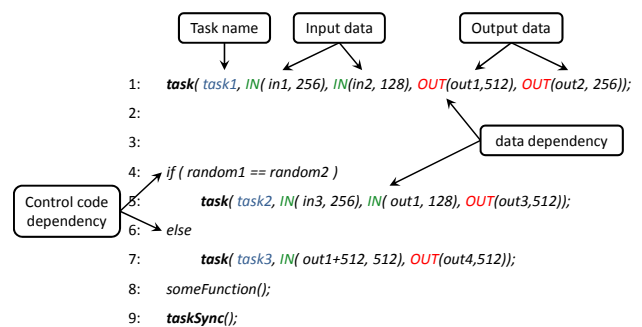 Task name
Input data
Output data
1: task( task1, IN( in1, 256), IN(in2, 128), OUT(out1,512), OUT(out2, 256));
2:
3:
data dependency
4: if ( random1 == random2 )
Control code
dependency
5: task( task2, IN( in3, 256), IN( out1, 128), OUT(out3,512));
6: else
7: task( task3, IN( out1+512, 512), OUT(out4,512));
8: someFunction();
9: taskSync();